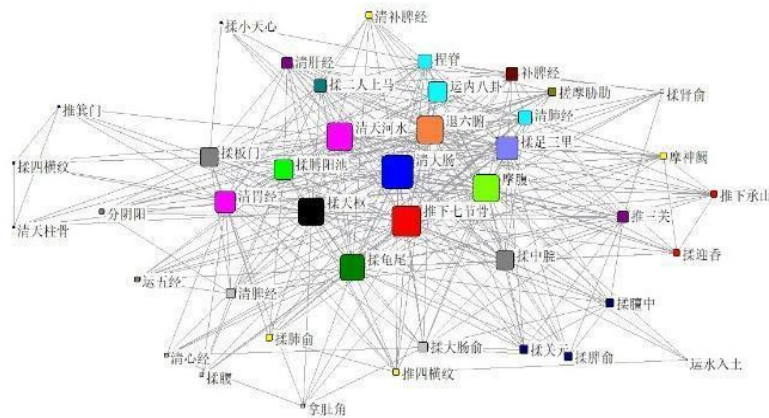 清补脾经
揉小天心
清肝经
捏脊
补脾经
揉二人上马
运内八卦
搓摩胁肋
揉肾俞
推箕门
清肺经
清天河水
退六腑
揉板门
揉足三里
摩神阙
揉四横纹
揉膊阳池
清大肠
摩腹
推下承山
清胃经
揉天枢
推下七节骨
分阴阳
推三关
清天柱骨
揉迎香
揉龟尾
揉中脘
运五经
清脾经
揉膻中
揉肺俞
清心经
揉大肠俞
揉关元
揉脾俞
运水入土
揉腹
推四横纹
拿肚角